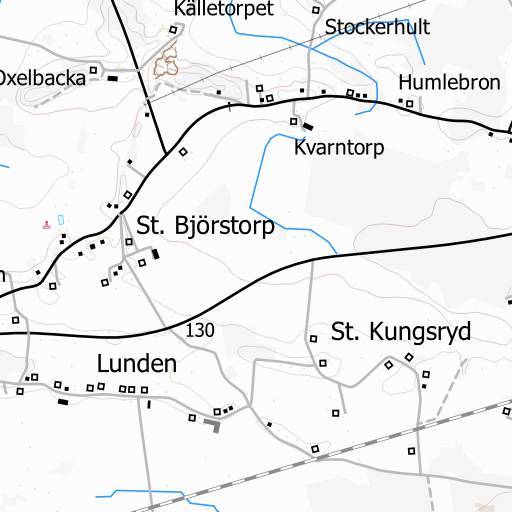 Källetorpet
Stockerhult
Oxelbacka
Humlebron
Kvarntorp
St. Björstorp
130
St. Kungsryd
Lunden